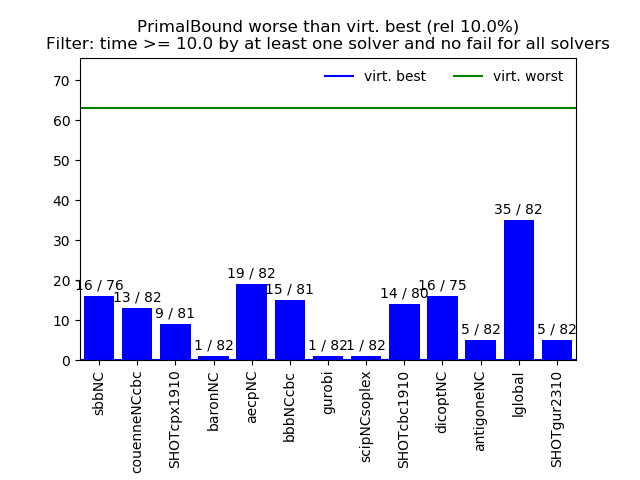 PrimalBound worse than virt. best (rel 10.0%)
Filter: time >= 10.0 by at least one solver and no fail for all solvers
virt. best
virt. worst
70
60
50
40
30
20
10
0
16 / 76
13 / 82
9 / 81
1 / 82
19 / 82
15 / 81
1 / 82
1 / 82
14 / 80
16 / 75
5 / 82
35 / 82
5 / 82
sbbNC
couenneNCcbc
SHOTcpx1910
baronNC
aecpNC
bbbNCcbc
gurobi
scipNCsoplex
SHOTcbc1910
dicoptNC
antigoneNC
lglobal
SHOTgur2310